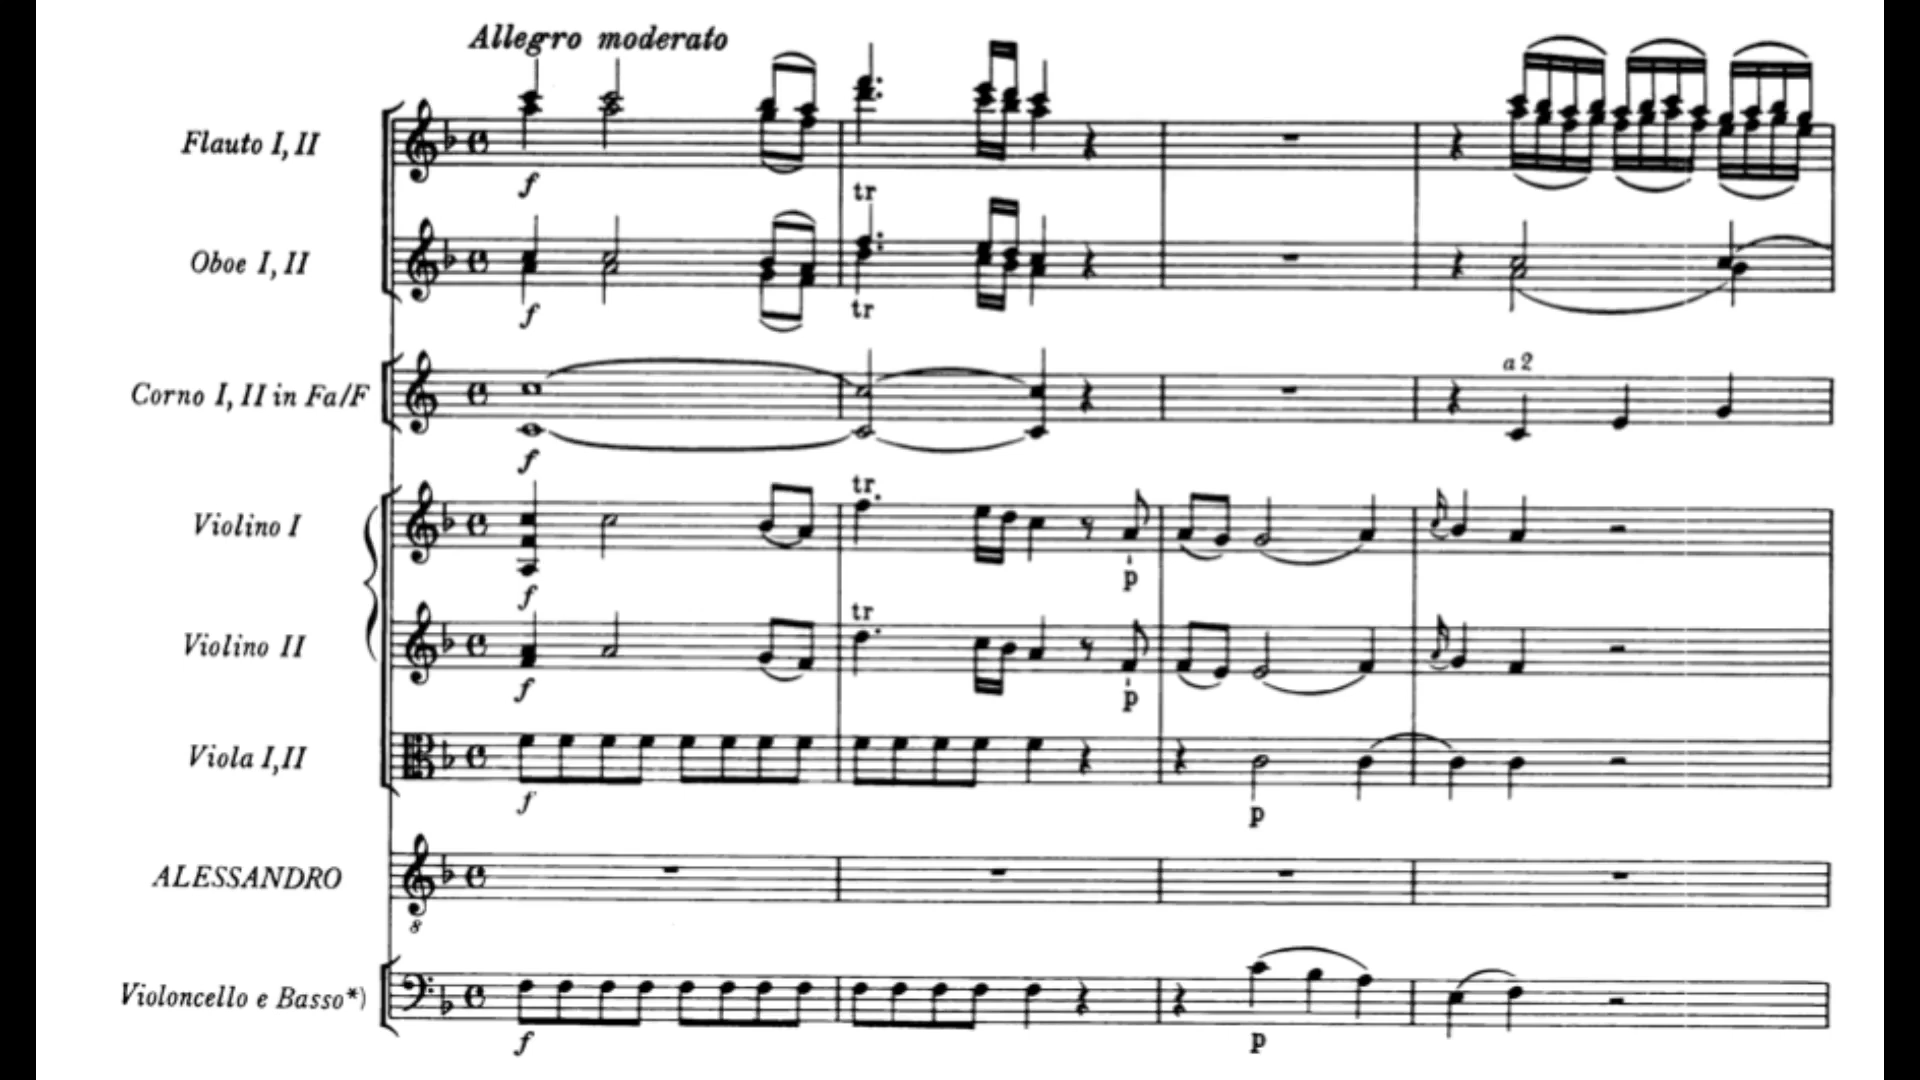 Allegro moderato
Flauto I, II
f
tr
Oboe I, II
f
tr
a 2
Corno I, II in Fa/F
f
tr.
Violino I
f
p
tr
Violino II
f
p
Viola I, II
f
p
ALESSANDRO
8
Violoncello e Basso*)
f
p